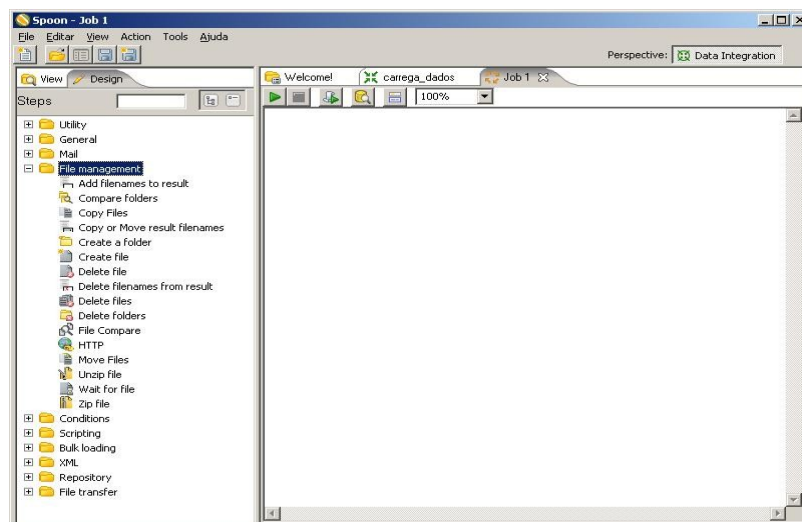 Spoon - Job 1
File Editar View Action Tools Ajuda
Perspective: Data Integration
View Design
Welcome! carrega_dados Job 1
Steps
100%
Utility
General
Mail
File management
Add filenames to result
Compare folders
Copy Files
Copy or Move result filenames
Create a folder
Create file
Delete file
Delete filenames from result
Delete files
Delete folders
File Compare
HTTP
Move Files
Unzip file
Wait for file
Zip file
Conditions
Scripting
Bulk loading
XML
Repository
File transfer